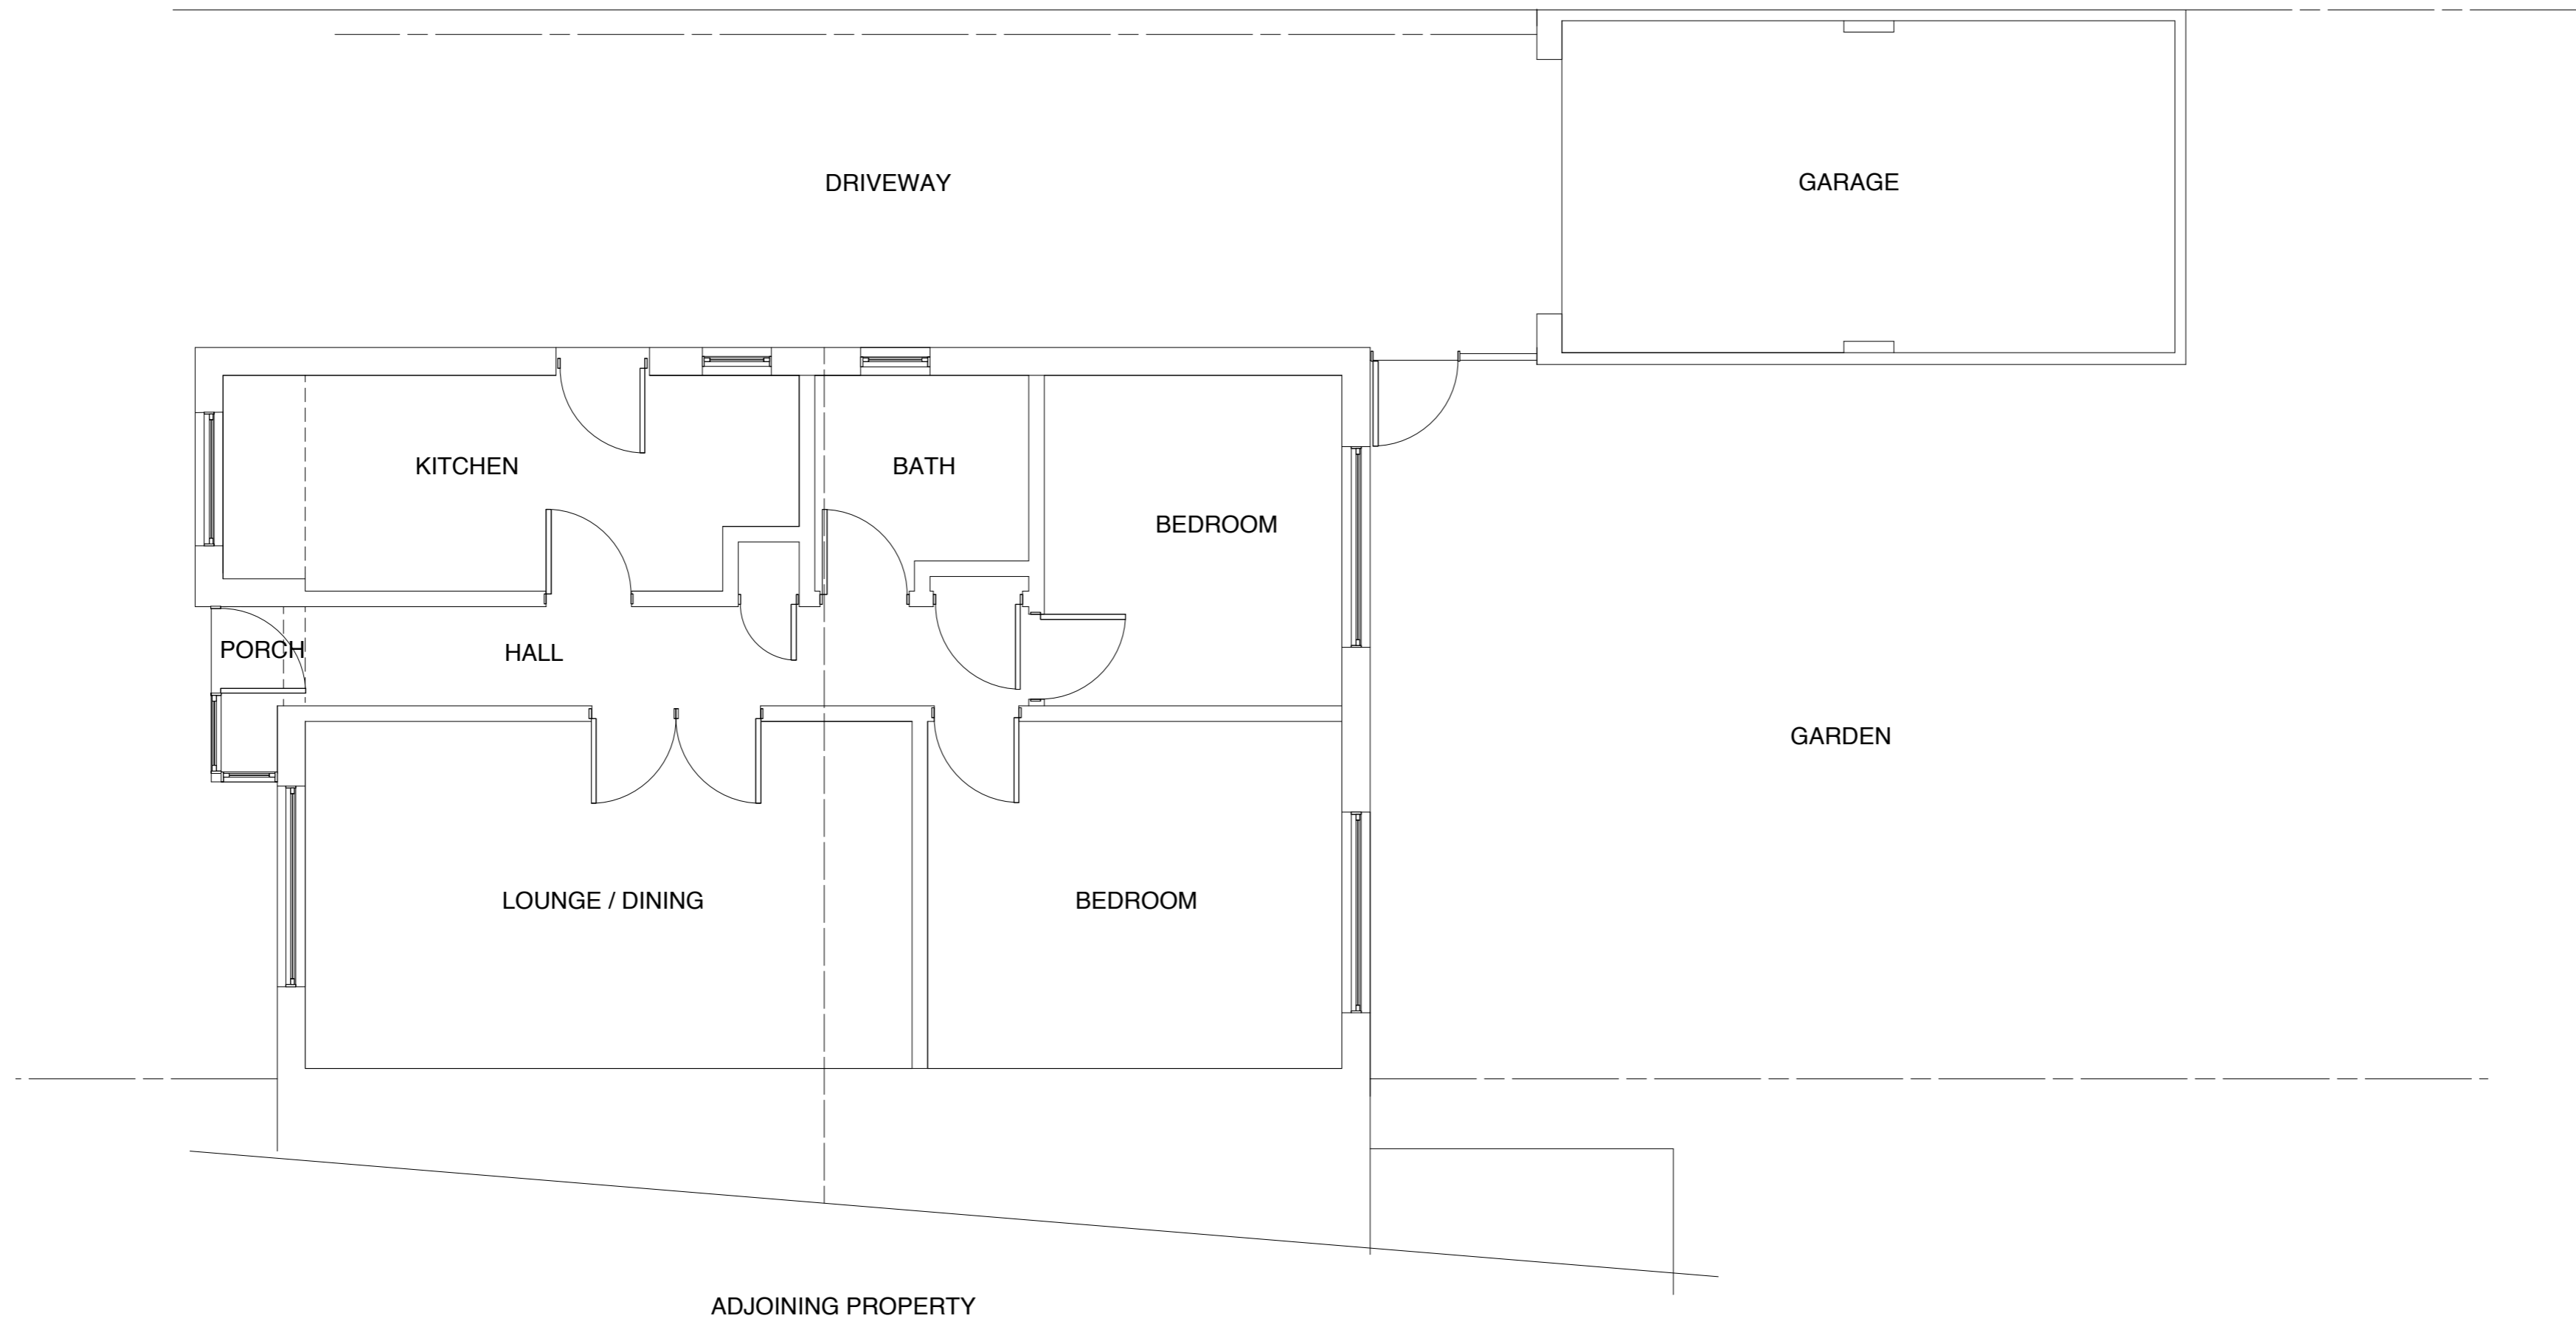 DRIVEWAY
GARAGE
KITCHEN
BATH
BEDROOM
PORCH
HALL
GARDEN
LOUNGE / DINING
BEDROOM
ADJOINING PROPERTY